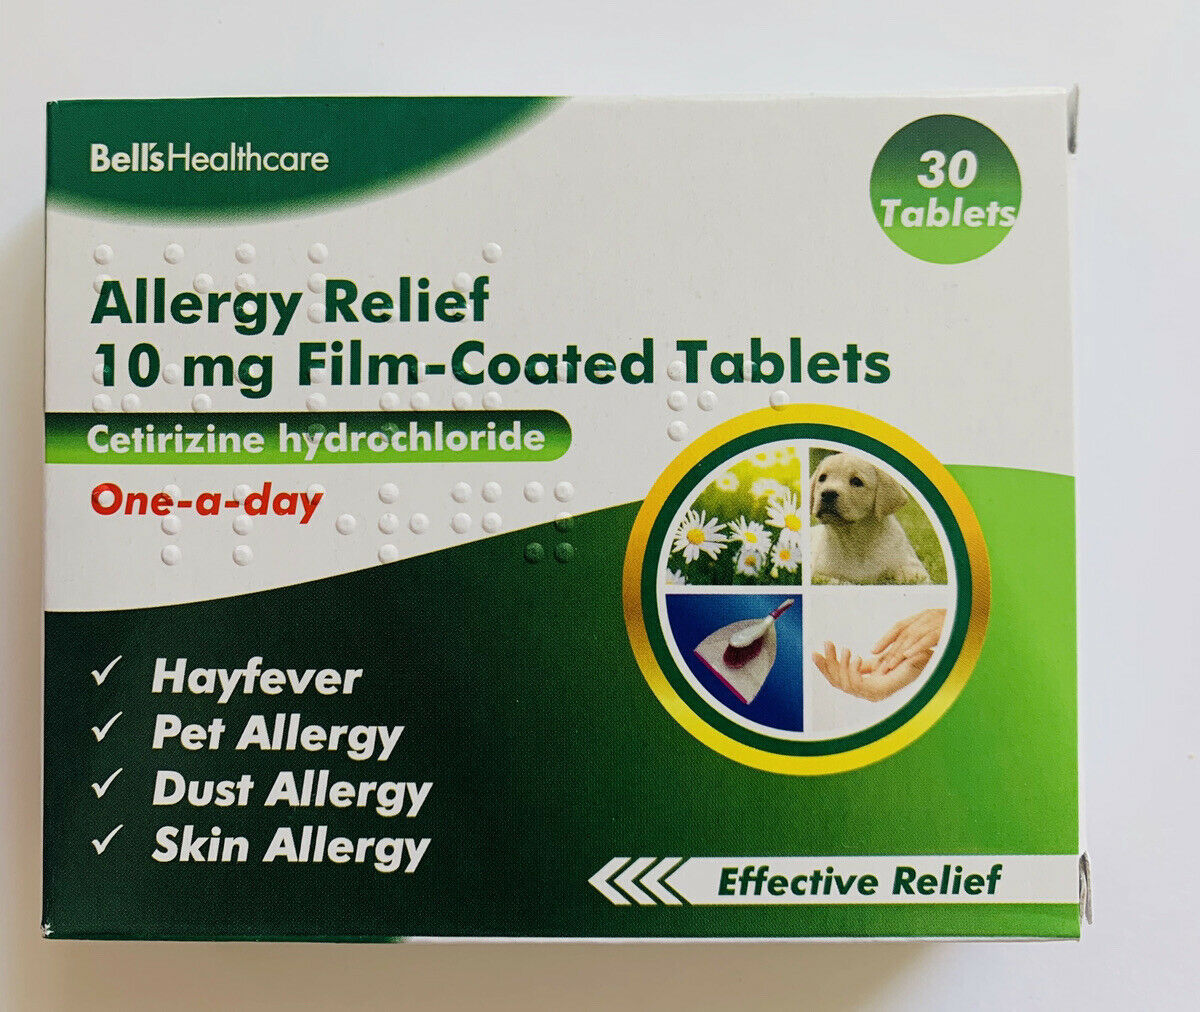 Bell'sHealthcare
30
Tablets
Allergy Relief
10 mg Film-Coated Tablets
Cetirizine hydrochloride
One-a-day
Hayfever
Pet Allergy
Dust Allergy
Skin Allergy
Effective Relief